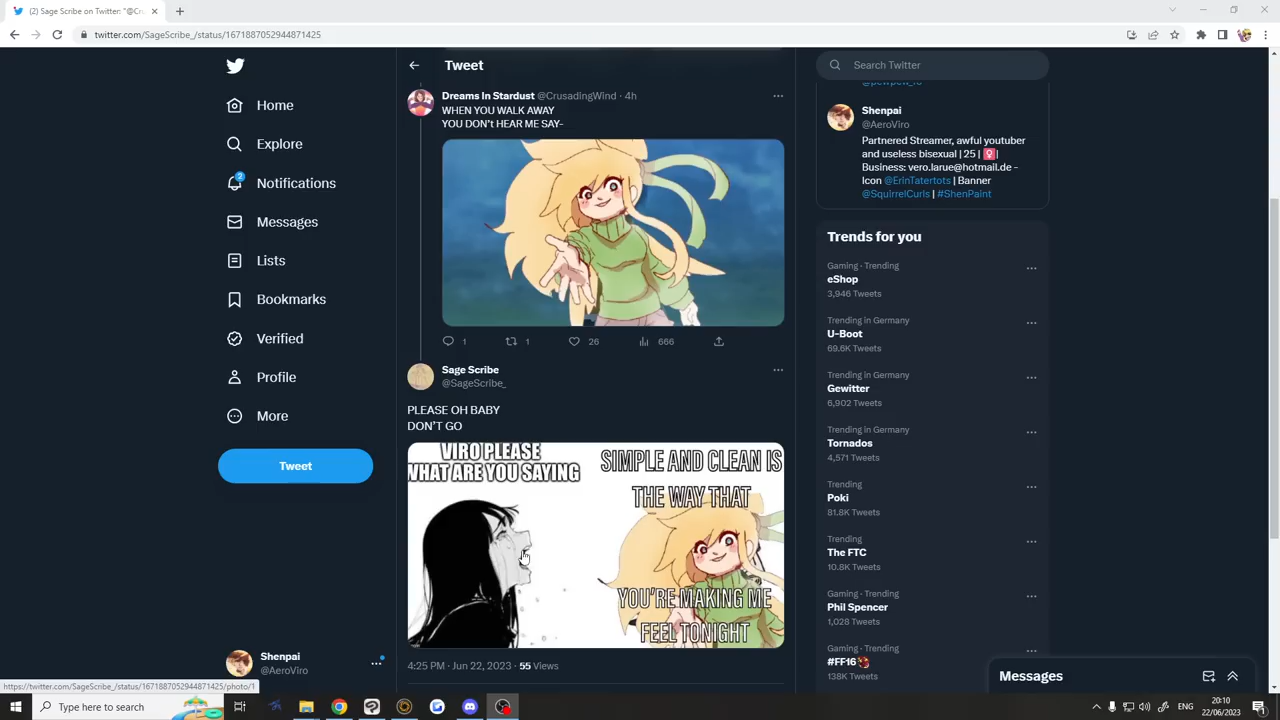 (2) Sage Scribe on Twitter: "@Cru
twitter.com/SageScribe_/status/1671887052944871425
Home
Explore
2
Notifications
Messages
Lists
Bookmarks
Verified
Profile
More
Tweet
Shenpai
@AeroViro
Tweet
Dreams In Stardust @CrusadingWind · 4h
WHEN YOU WALK AWAY
YOU DON't HEAR ME SAY-
1
1
26
666
Sage Scribe
@SageScribe_
PLEASE OH BABY
DON'T GO
VIRO PLEASE
WHAT ARE YOU SAYING
SIMPLE AND CLEAN IS
THE WAY THAT
YOU'RE MAKING ME
FEEL TONIGHT
4:25 PM · Jun 22, 2023 · 55 Views
Search Twitter
@pewpew_fs
Shenpai
@AeroViro
Partnered Streamer, awful youtuber
and useless bisexual | 25 | ♀️ |
Business: vero.larue@hotmail.de -
Icon @ErinTatertots | Banner
@SquirrelCurls | #ShenPaint
Trends for you
Gaming · Trending
eShop
3,946 Tweets
Trending in Germany
U-Boot
69.6K Tweets
Trending in Germany
Gewitter
6,902 Tweets
Trending in Germany
Tornados
4,571 Tweets
Trending
Poki
81.8K Tweets
Trending
The FTC
10.8K Tweets
Gaming · Trending
Phil Spencer
1,028 Tweets
Gaming · Trending
#FF16
138K Tweets
Messages
https://twitter.com/SageScribe_/status/1671887052944871425/photo/1
Type here to search
ENG
20:10
22/06/2023